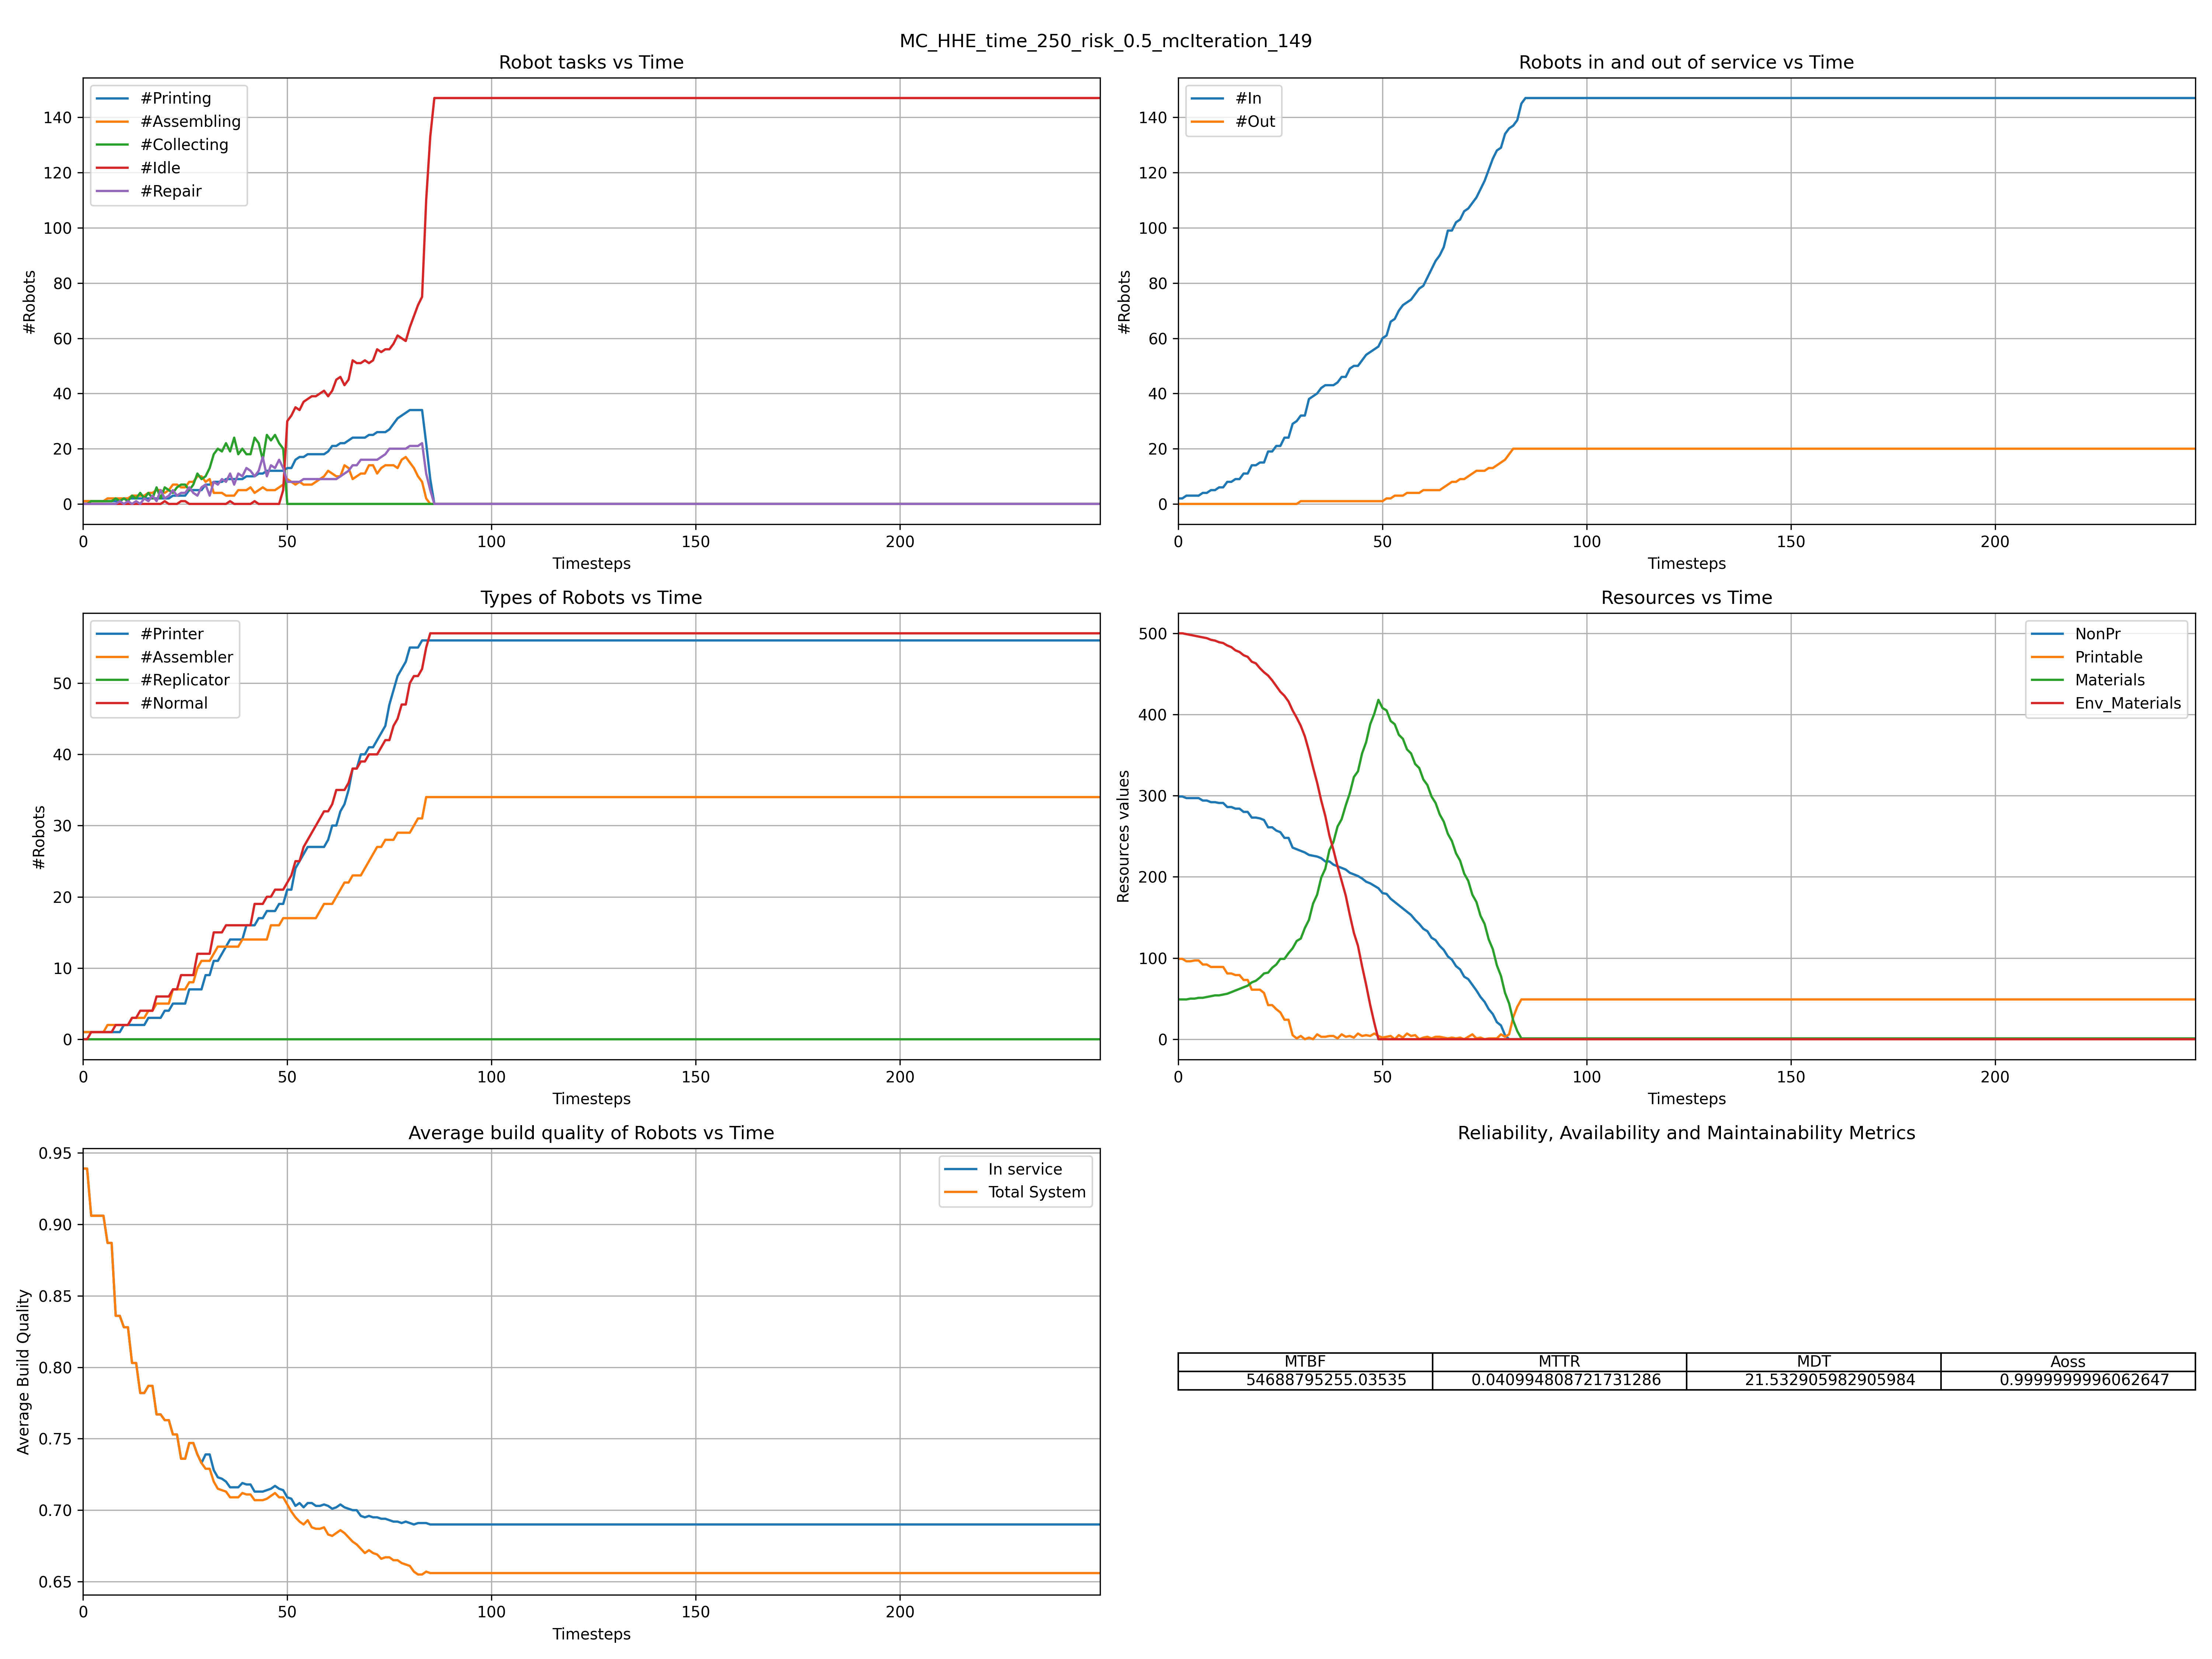 MC_HHE_time_250_risk_0.5_mcIteration_149
Robot tasks vs Time
#Printing
#Assembling
#Collecting
#Idle
#Repair
140
120
100
80
60
40
20
0
#Robots
0 50 100 150 200
Timesteps
Robots in and out of service vs Time
#In
#Out
140
120
100
80
60
40
20
0
#Robots
0 50 100 150 200
Timesteps
Types of Robots vs Time
#Printer
#Assembler
#Replicator
#Normal
50
40
30
20
10
0
#Robots
0 50 100 150 200
Timesteps
Resources vs Time
NonPr
Printable
Materials
Env_Materials
500
400
300
200
100
0
Resources values
0 50 100 150 200
Timesteps
Average build quality of Robots vs Time
In service
Total System
0.95
0.90
0.85
0.80
0.75
0.70
0.65
Average Build Quality
0 50 100 150 200
Timesteps
Reliability, Availability and Maintainability Metrics
MTBF MTTR MDT Aoss
54688795255.03535 0.040994808721731286 21.532905982905984 0.9999999996062647